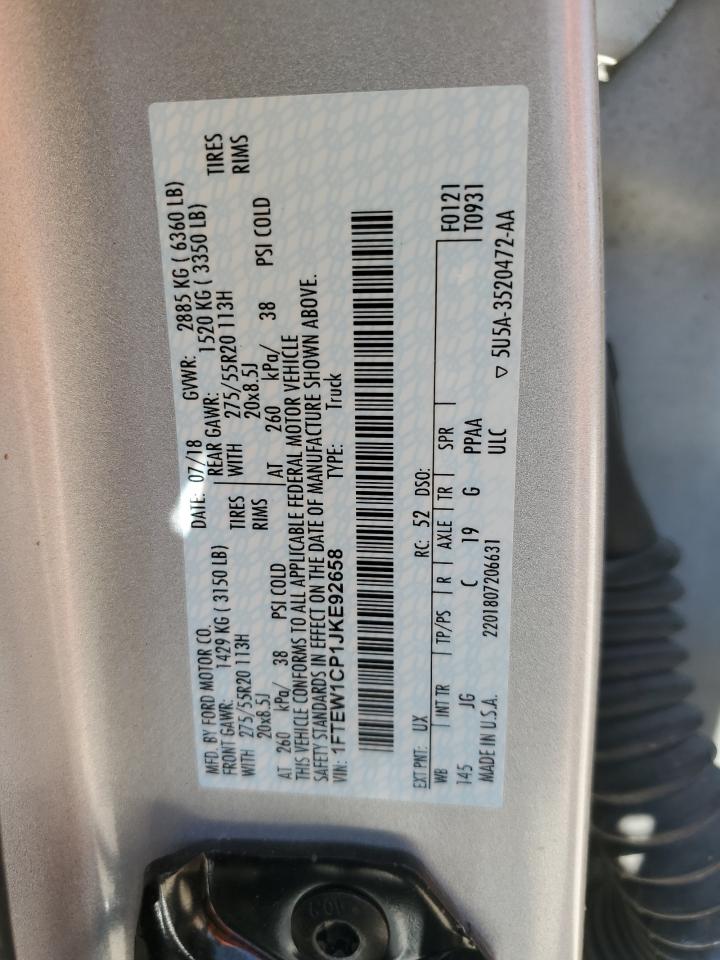 MFD. BY FORD MOTOR CO.
DATE: 07/18 GVWR: 2885 KG ( 6360 LB)
FRONT GAWR: 1429 KG ( 3150 LB)
REAR GAWR: 1520 KG ( 3350 LB)
WITH 275/55R20 113H TIRES
WITH 275/55R20 113H TIRES
20x8.5J RIMS
20x8.5J RIMS
AT 260 kPa/ 38 PSI COLD
AT 260 kPa/ 38 PSI COLD
THIS VEHICLE CONFORMS TO ALL APPLICABLE FEDERAL MOTOR VEHICLE
SAFETY STANDARDS IN EFFECT ON THE DATE OF MANUFACTURE SHOWN ABOVE.
VIN: 1FTEW1CP1JKE92658 TYPE: Truck
EXT PNT: UX RC: 52 DSO:
WB INT TR TP/PS R AXLE TR SPR F0121
145 JG C 19 G PPAA T0931
MADE IN U.S.A. 2201807206631 ULC ▽ 5U5A-3520472-AA